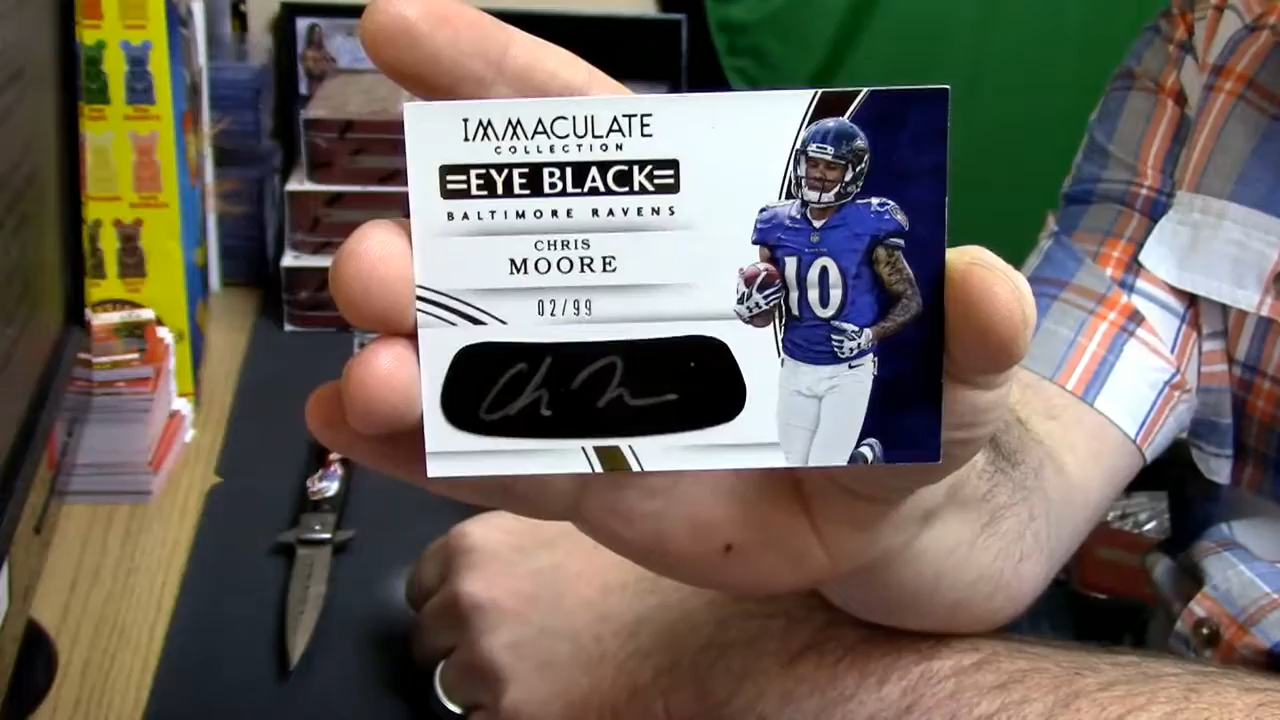 IMMACULATE
COLLECTION
=EYE BLACK=
BALTIMORE RAVENS
CHRIS
MOORE
02/99
10